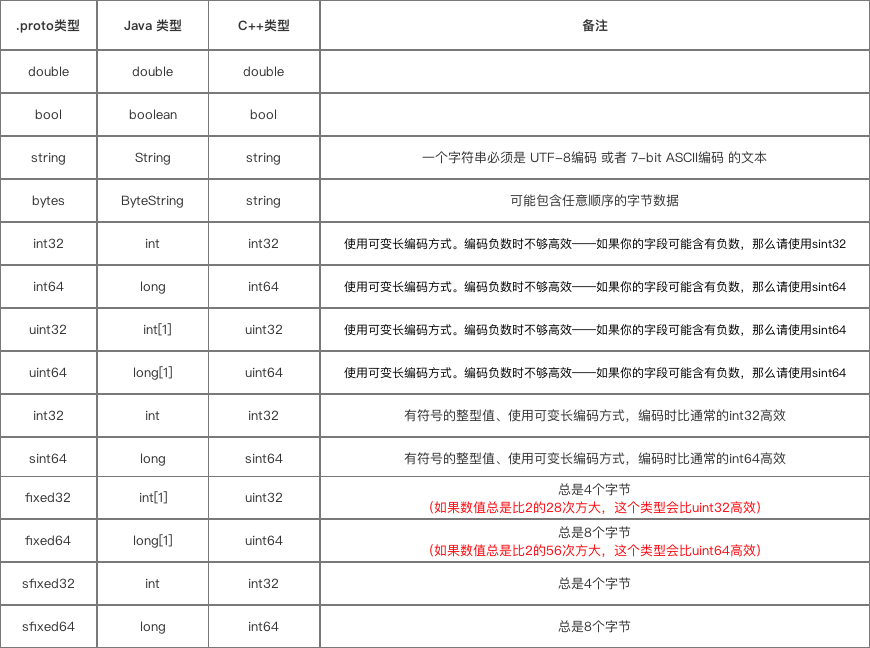 .proto类型 Java 类型 C++类型 备注
double double double
bool boolean bool
string String string 一个字符串必须是 UTF-8编码 或者 7-bit ASCII编码 的文本
bytes ByteString string 可能包含任意顺序的字节数据
int32 int int32 使用可变长编码方式。编码负数时不够高效——如果你的字段可能含有负数，那么请使用sint32
int64 long int64 使用可变长编码方式。编码负数时不够高效——如果你的字段可能含有负数，那么请使用sint64
uint32 int[1] uint32 使用可变长编码方式。编码负数时不够高效——如果你的字段可能含有负数，那么请使用sint64
uint64 long[1] uint64 使用可变长编码方式。编码负数时不够高效——如果你的字段可能含有负数，那么请使用sint64
int32 int int32 有符号的整型值、使用可变长编码方式，编码时比通常的int32高效
sint64 long sint64 有符号的整型值、使用可变长编码方式，编码时比通常的int64高效
fixed32 int[1] uint32 总是4个字节
（如果数值总是比2的28次方大，这个类型会比uint32高效）
fixed64 long[1] uint64 总是8个字节
（如果数值总是比2的56次方大，这个类型会比uint64高效）
sfixed32 int int32 总是4个字节
sfixed64 long int64 总是8个字节